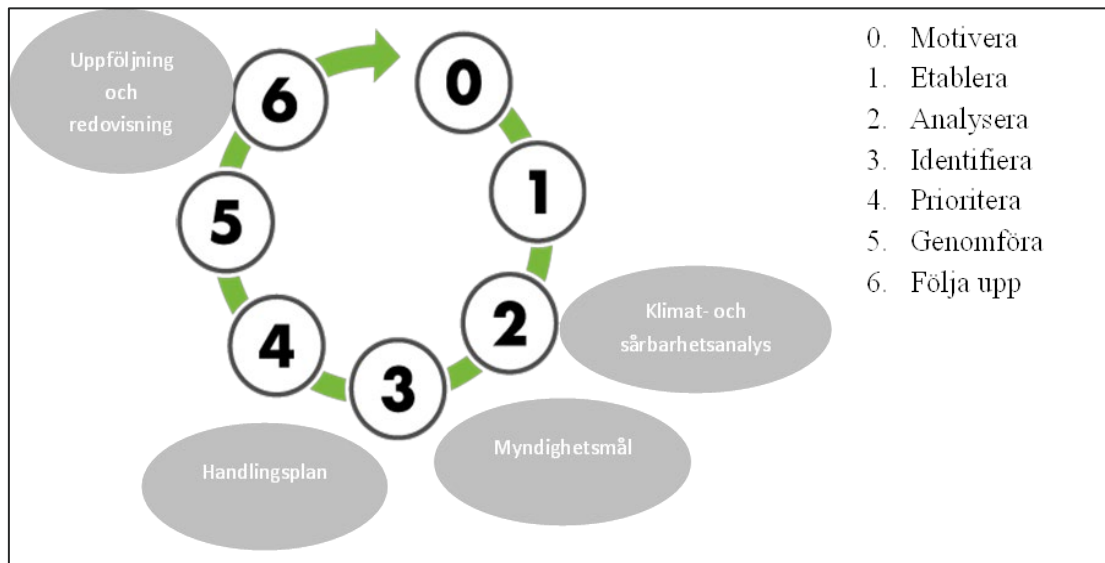 Uppföljning
och
redovisning
6
0
1
5
2
4
3
Klimat- och
sårbarhetsanalys
Myndighetsmål
Handlingsplan
0. Motivera
1. Etablera
2. Analysera
3. Identifiera
4. Prioritera
5. Genomföra
6. Följa upp